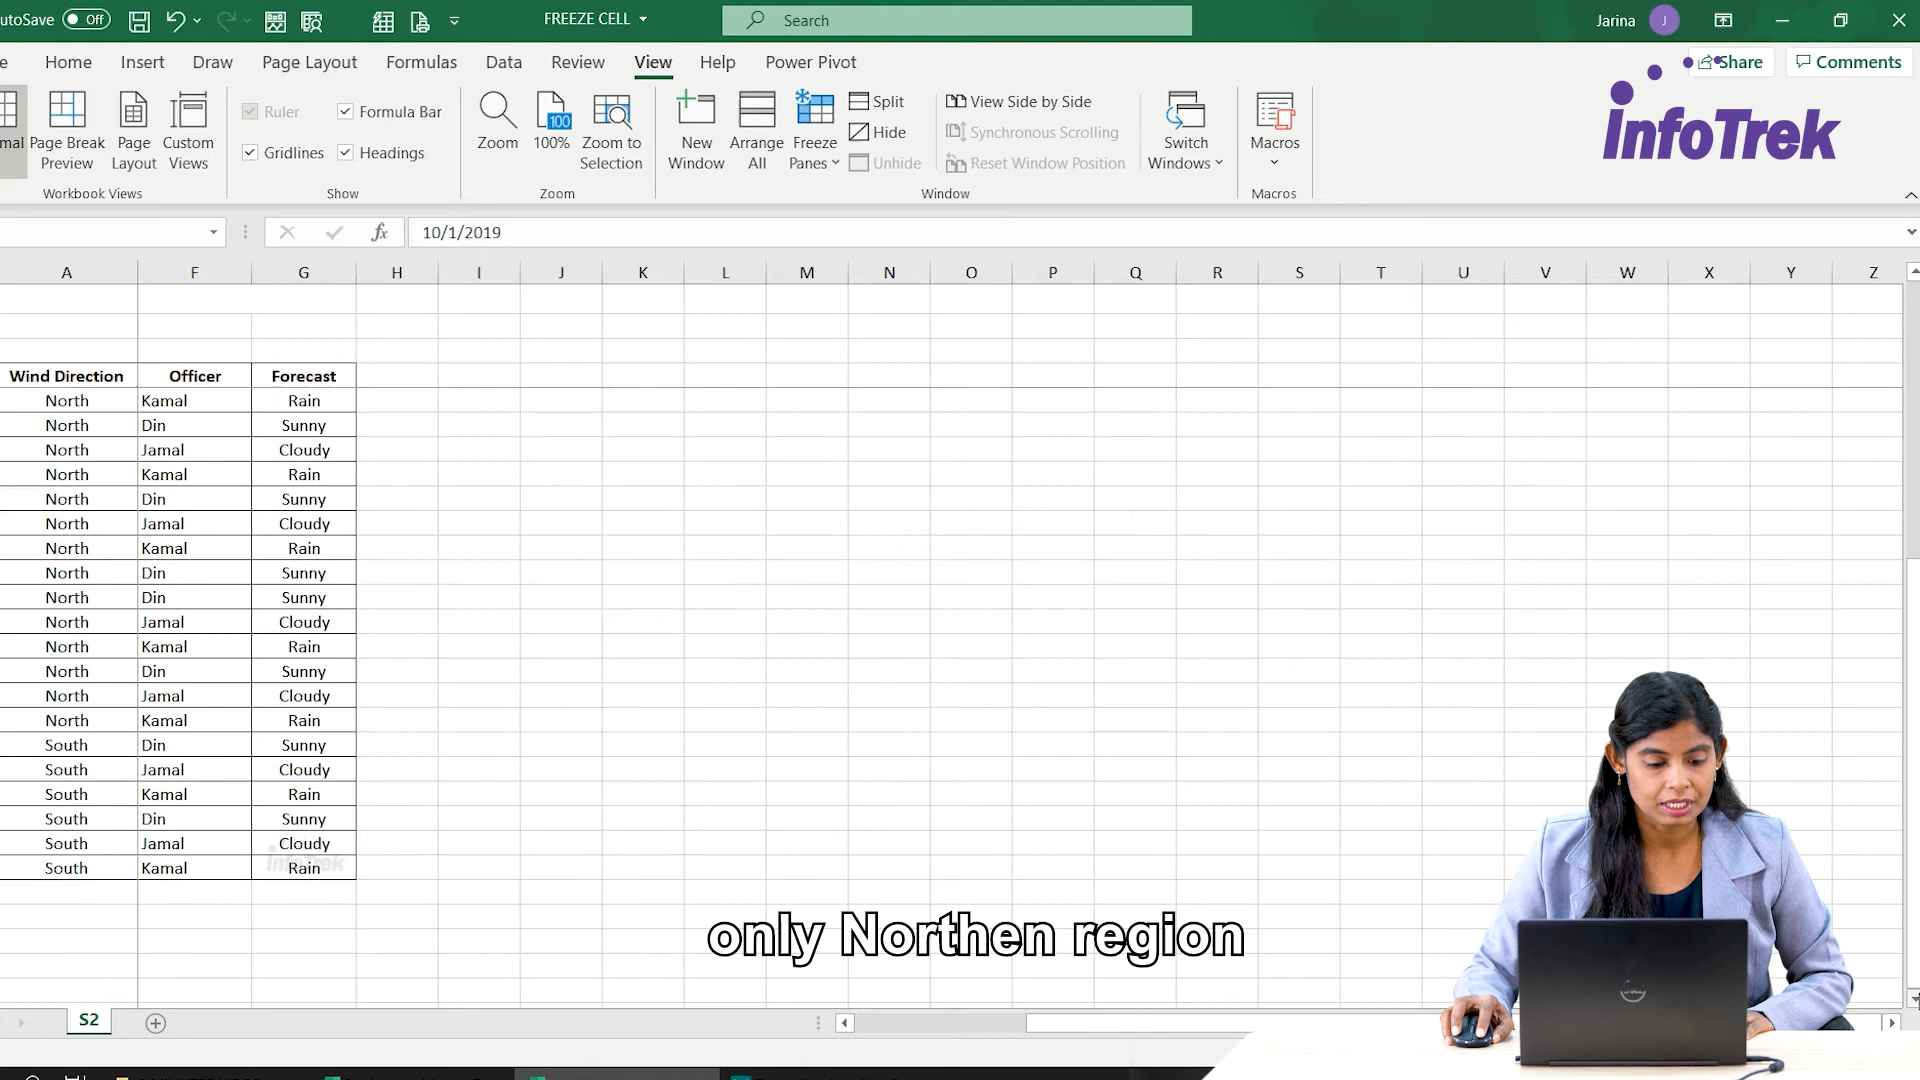 utoSave Off FREEZE CELL Search Jarina J
e Home Insert Draw Page Layout Formulas Data Review View Help Power Pivot Share Comments
mal Page Break Preview Page Layout Custom Views
Workbook Views
Ruler Formula Bar
Gridlines Headings
Show
Zoom 100% Zoom to Selection
100
Zoom
New Window Arrange All Freeze Panes
Split
Hide
Unhide
View Side by Side
Synchronous Scrolling
Reset Window Position
Switch Windows
Window
Macros
Macros
infoTrek
fx 10/1/2019
A F G H I J K L M N O P Q R S T U V W X Y Z
Wind Direction Officer Forecast
North Kamal Rain
North Din Sunny
North Jamal Cloudy
North Kamal Rain
North Din Sunny
North Jamal Cloudy
North Kamal Rain
North Din Sunny
North Din Sunny
North Jamal Cloudy
North Kamal Rain
North Din Sunny
North Jamal Cloudy
North Kamal Rain
South Din Sunny
South Jamal Cloudy
South Kamal Rain
South Din Sunny
South Jamal Cloudy
South Kamal Rain
infoTrek
only Northen region
DELL
S2